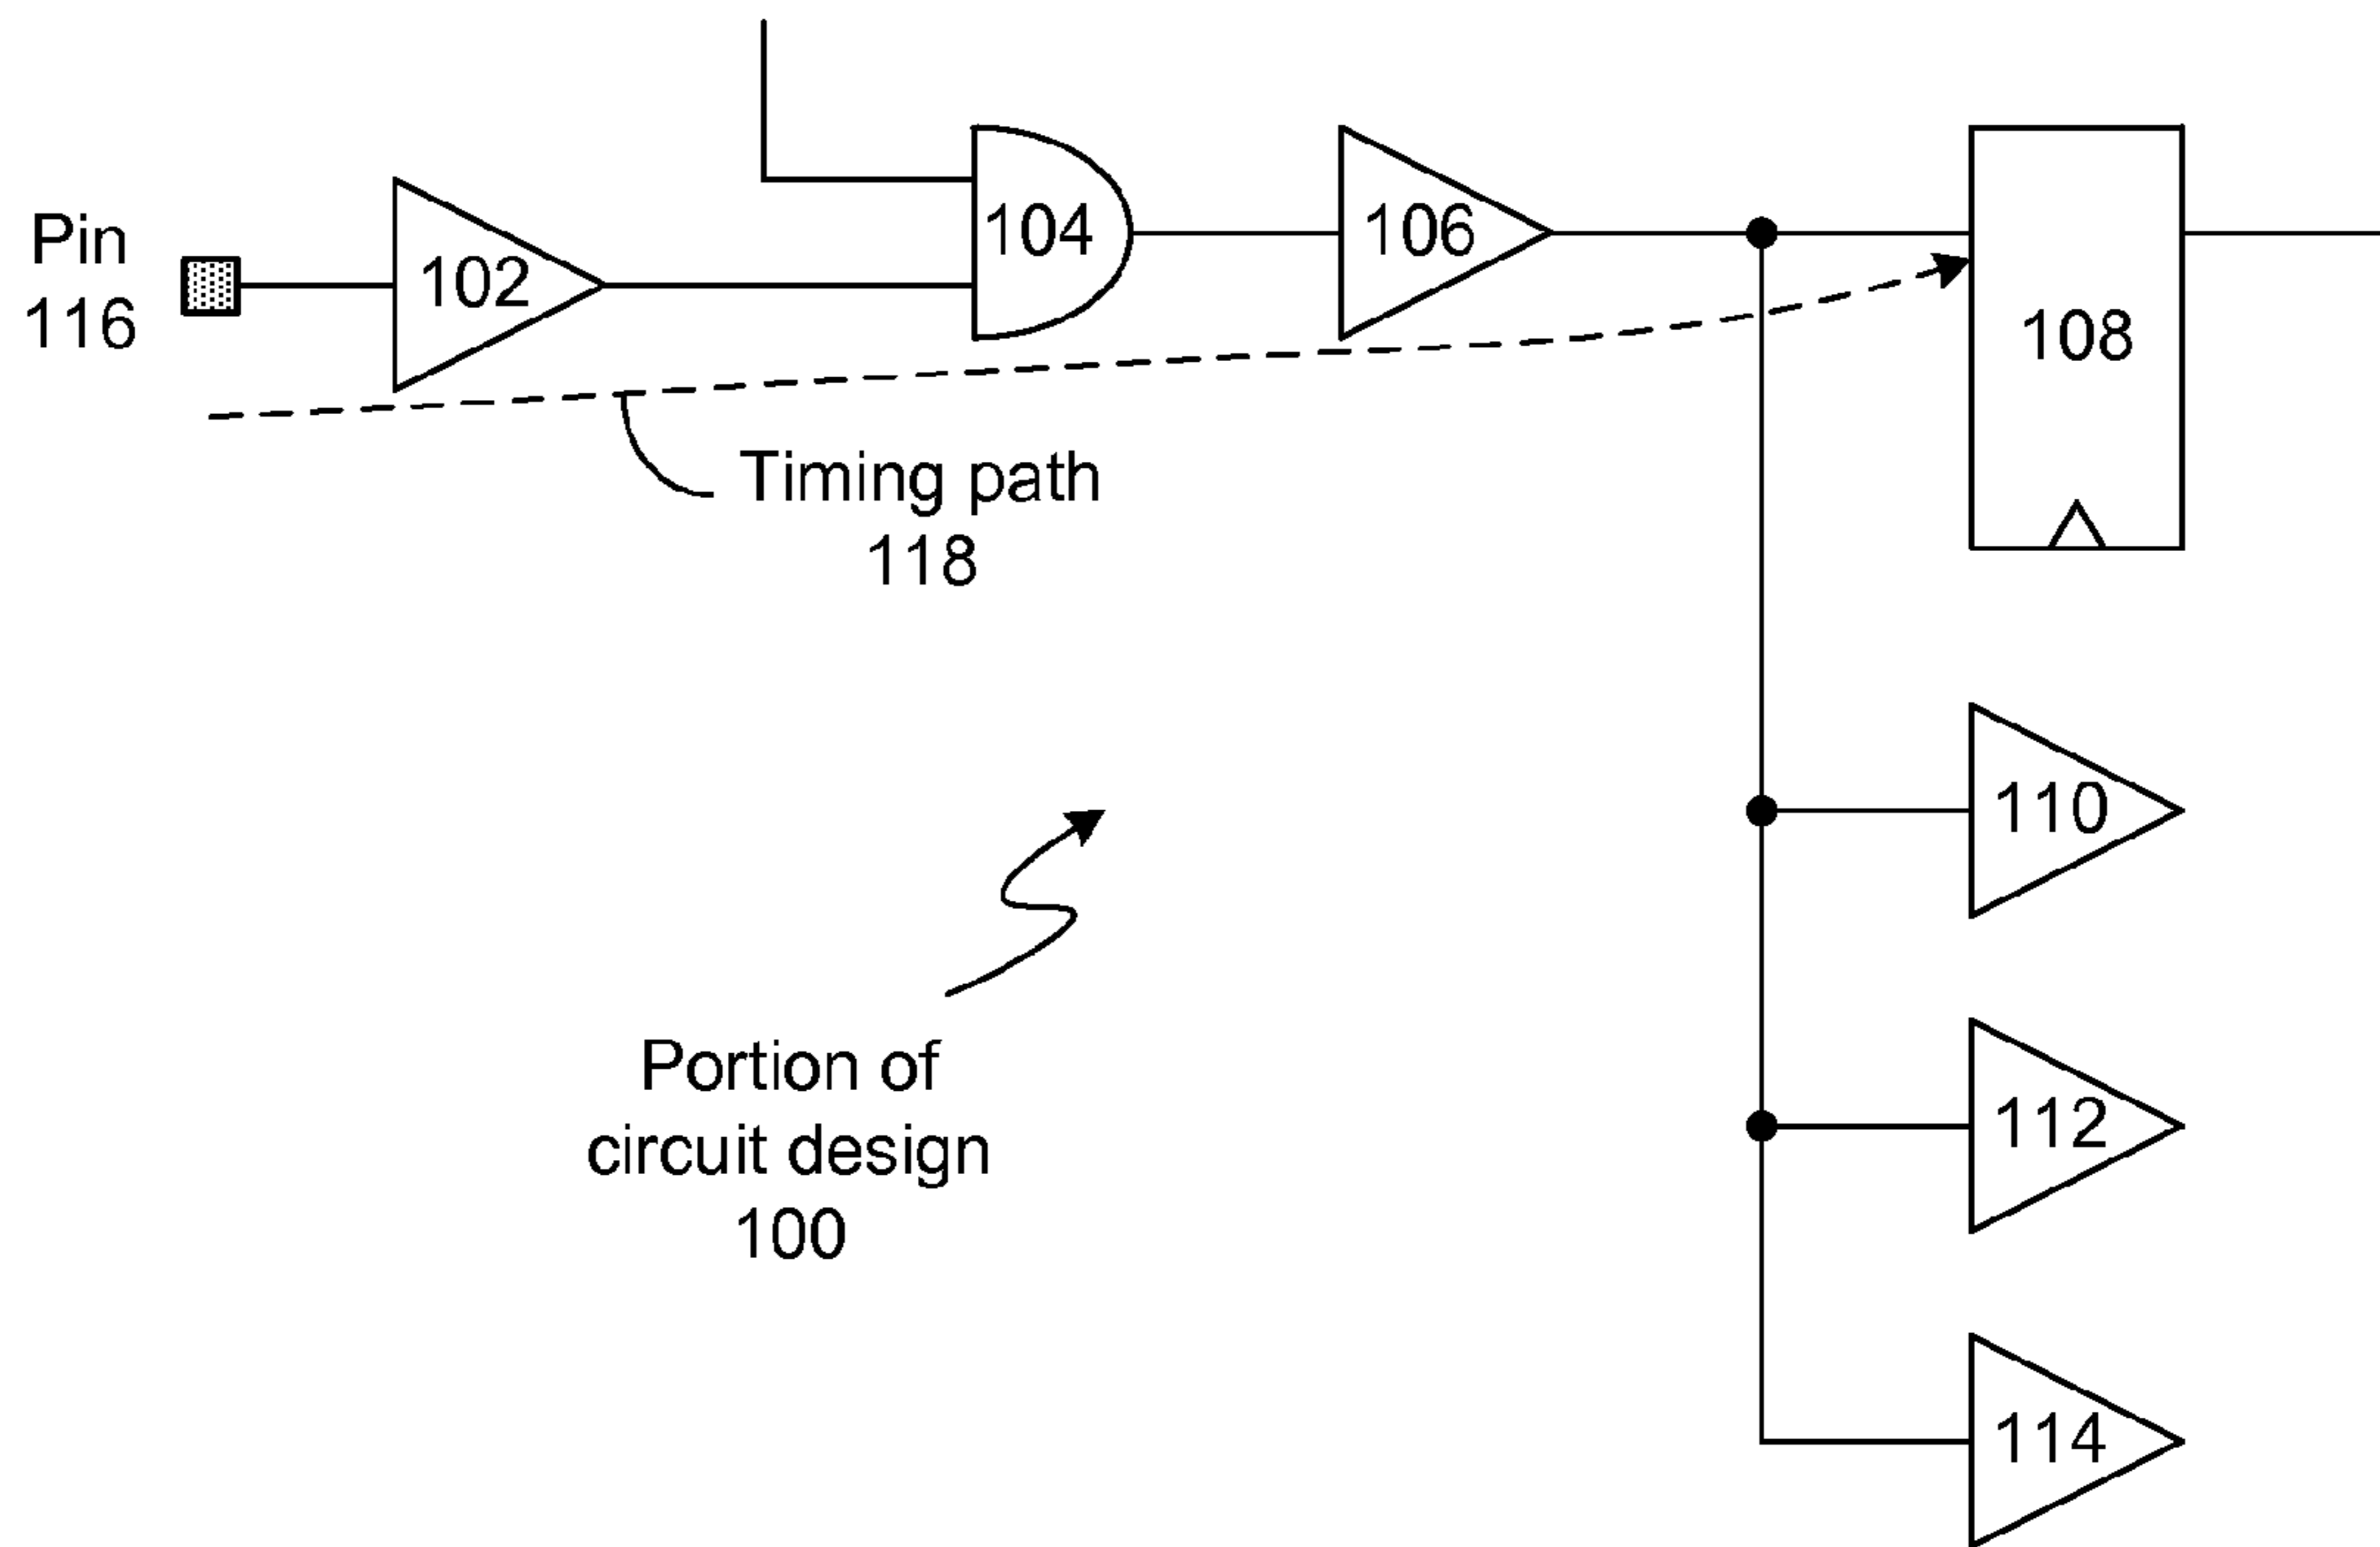 Pin
116
102
104
106
108
Timing path
118
110
Portion of
circuit design
100
112
114